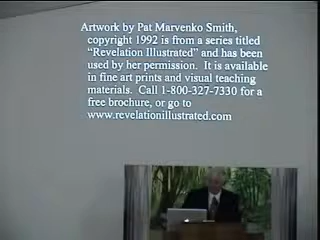 Artwork by Pat Marvenko Smith,
copyright 1992 is from a series titled
“Revelation Illustrated” and has been
used by her permission. It is available
in fine art prints and visual teaching
materials. Call 1-800-327-7330 for a
free brochure, or go to
www.revelationillustrated.com